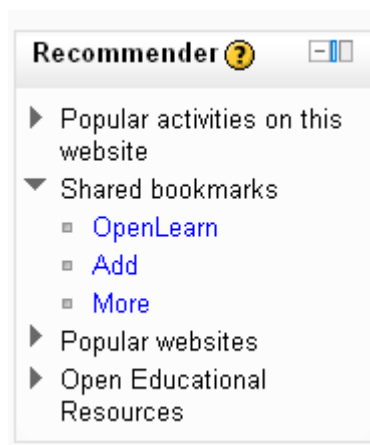 Recommender ?
Popular activities on this
website
Shared bookmarks
OpenLearn
Add
More
Popular websites
Open Educational
Resources